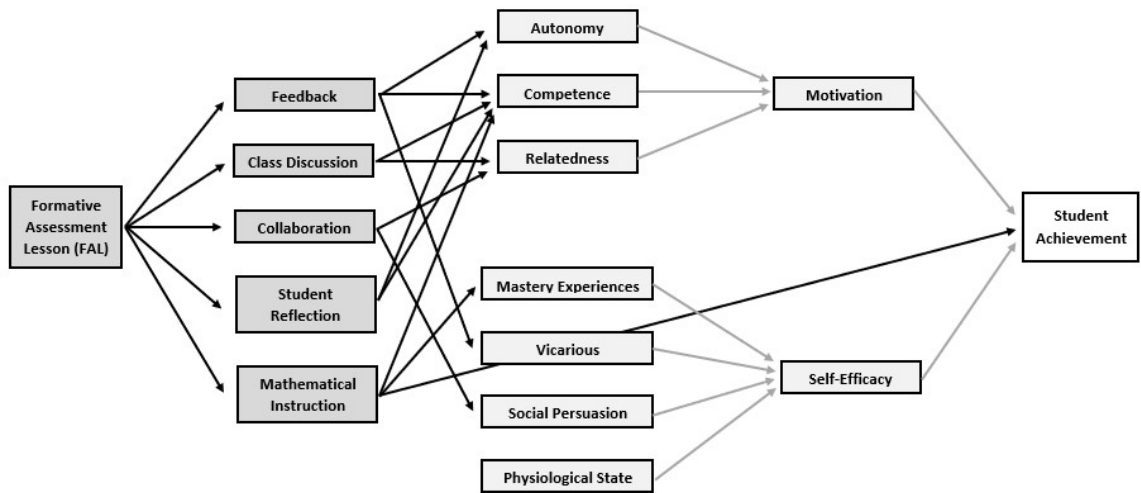 Autonomy
Feedback
Competence
Motivation
Class Discussion
Relatedness
Formative
Assessment
Lesson (FAL)
Collaboration
Student
Achievement
Student
Reflection
Mastery Experiences
Vicarious
Mathematical
Instruction
Self-Efficacy
Social Persuasion
Physiological State